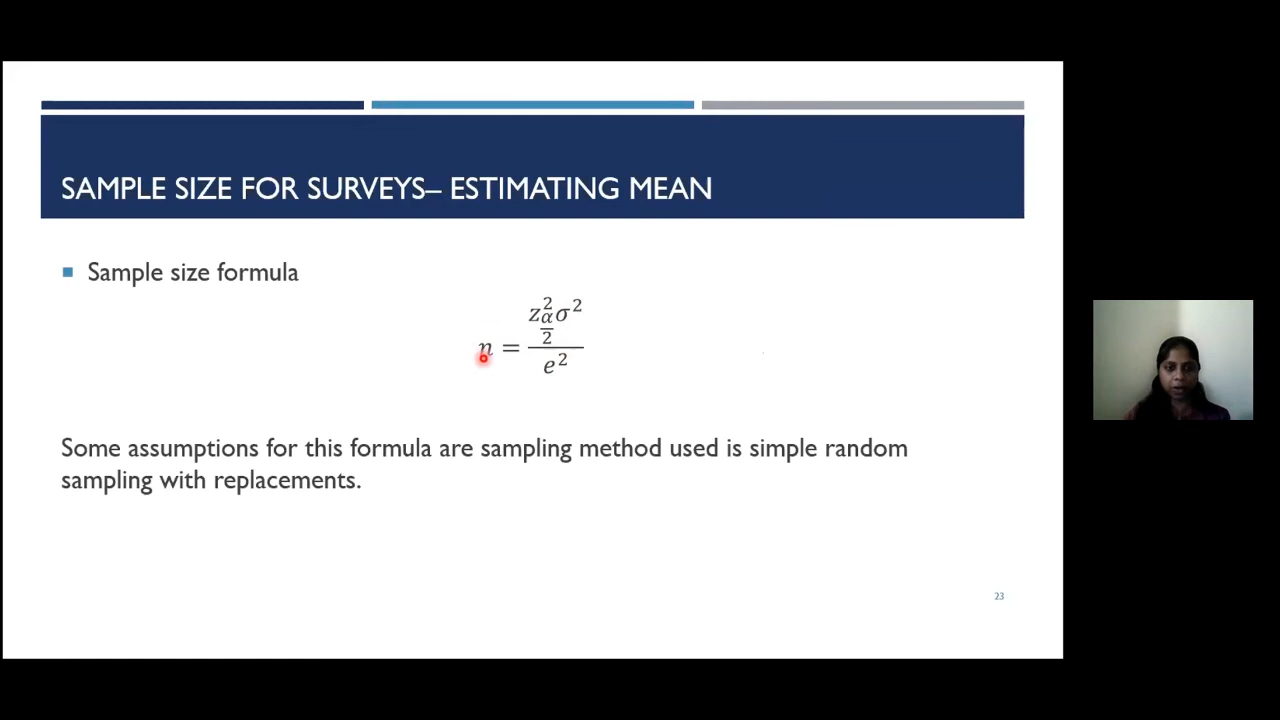 SAMPLE SIZE FOR SURVEYS– ESTIMATING MEAN
Sample size formula
n = z²_{α/2}σ² / e²
Some assumptions for this formula are sampling method used is simple random
sampling with replacements.
23